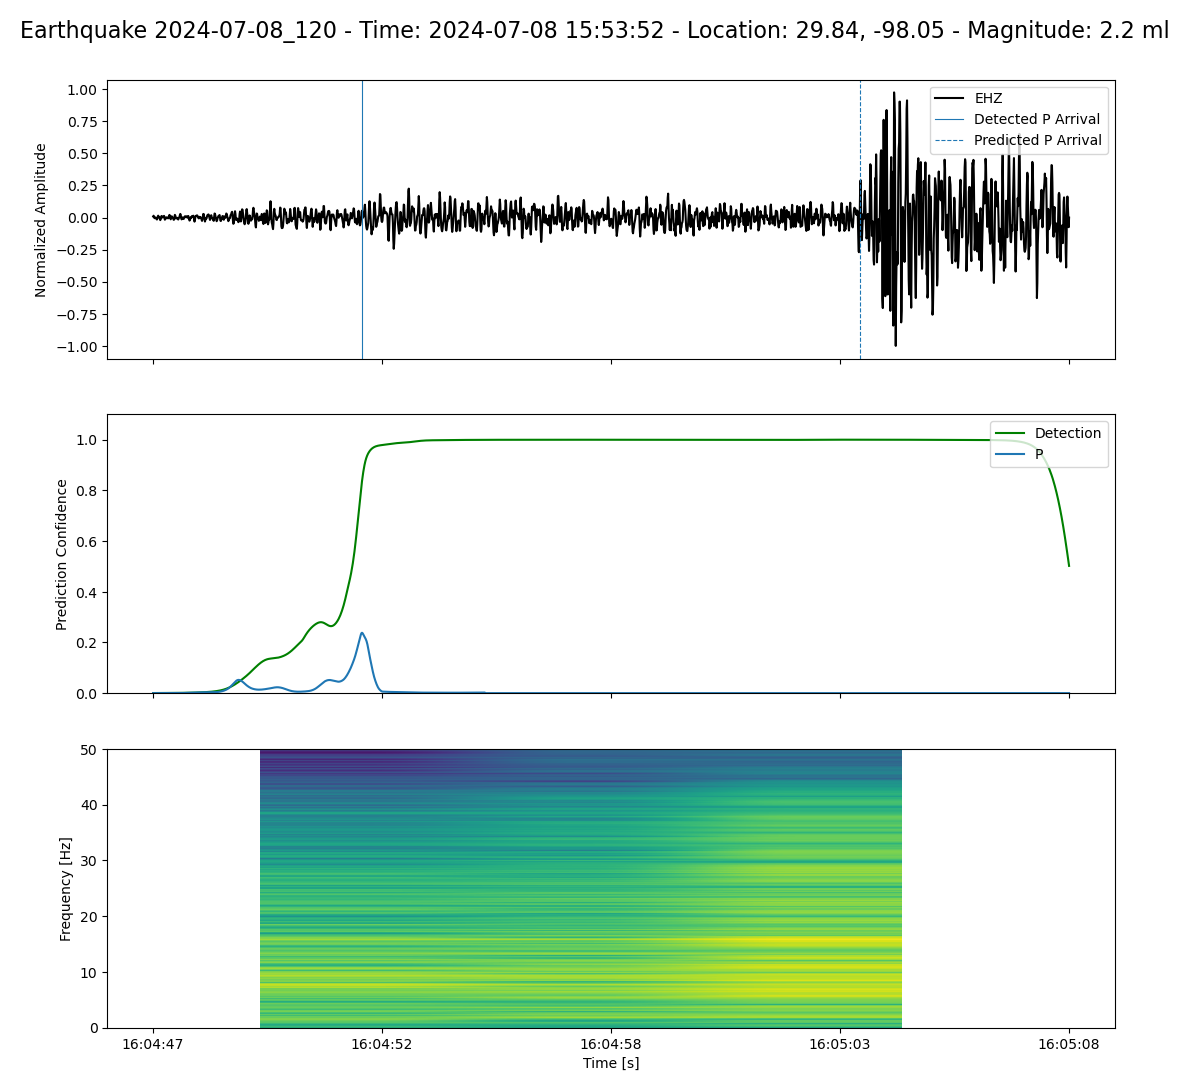 Earthquake 2024-07-08_120 - Time: 2024-07-08 15:53:52 - Location: 29.84, -98.05 - Magnitude: 2.2 ml
Normalized Amplitude
1.00
0.75
0.50
0.25
0.00
−0.25
−0.50
−0.75
−1.00
EHZ
Detected P Arrival
Predicted P Arrival
Prediction Confidence
1.0
0.8
0.6
0.4
0.2
0.0
Detection
P
Frequency [Hz]
50
40
30
20
10
0
16:04:47 16:04:52 16:04:58 16:05:03 16:05:08
Time [s]